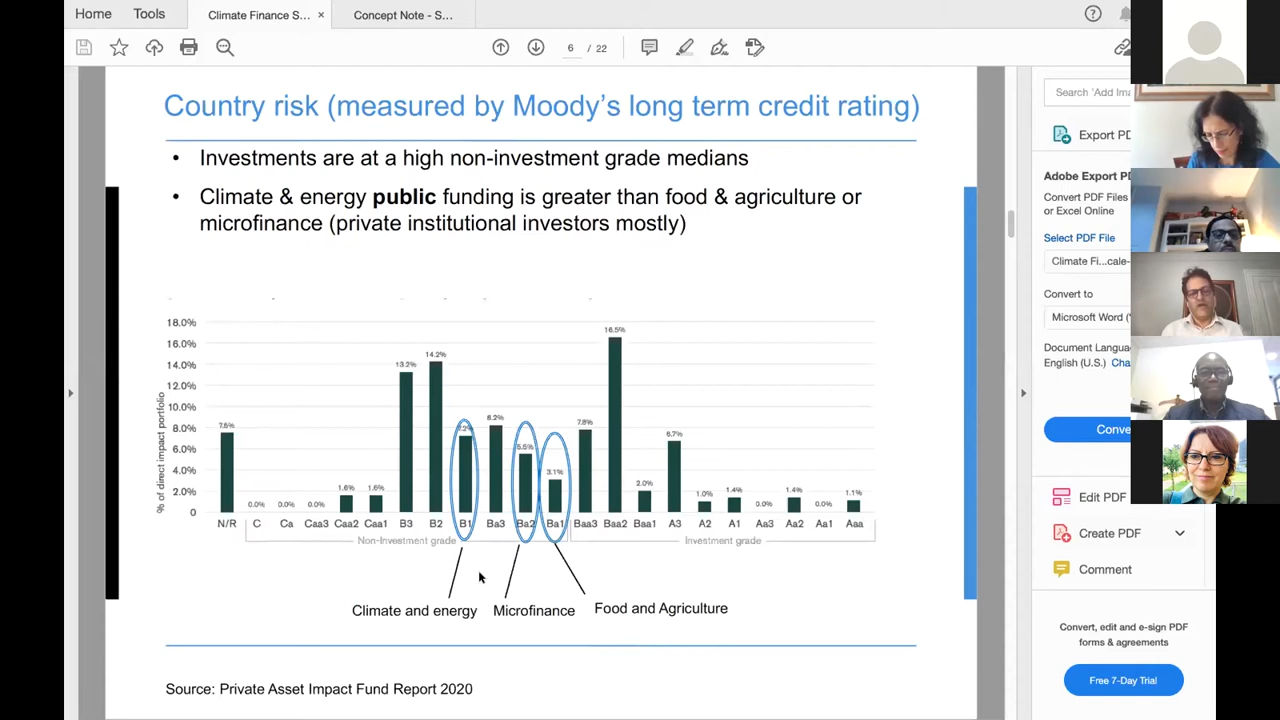 Home Tools Climate Finance S... × Concept Note - S...
6 / 22
Country risk (measured by Moody's long term credit rating)
• Investments are at a high non-investment grade medians
• Climate & energy public funding is greater than food & agriculture or
microfinance (private institutional investors mostly)
% of direct impact portfolio
18.0%
16.0%
14.0%
12.0%
10.0%
8.0%
6.0%
4.0%
2.0%
0
7.6% 0.0% 0.0% 0.0% 1.6% 1.6% 13.2% 14.2% 8.2% 5.5% 3.1% 7.8% 16.5% 2.0% 6.7% 1.0% 1.4% 0.0% 1.4% 0.0% 1.1%
N/R C Ca Caa3 Caa2 Caa1 B3 B2 B1 Ba3 Ba2 Ba1 Baa3 Baa2 Baa1 A3 A2 A1 Aa3 Aa2 Aa1 Aaa
Non-Investment grade Investment grade
Climate and energy Microfinance Food and Agriculture
Source: Private Asset Impact Fund Report 2020
Search 'Add Ima
Export PD
Adobe Export P
Convert PDF Files
or Excel Online
Select PDF File
Climate Fi...cale-
Convert to
Microsoft Word (
Document Langua
English (U.S.) Cha
Conve
Edit PD
Create PDF
Comment
Convert, edit and e-sign PDF
forms & agreements
Free 7-Day Trial